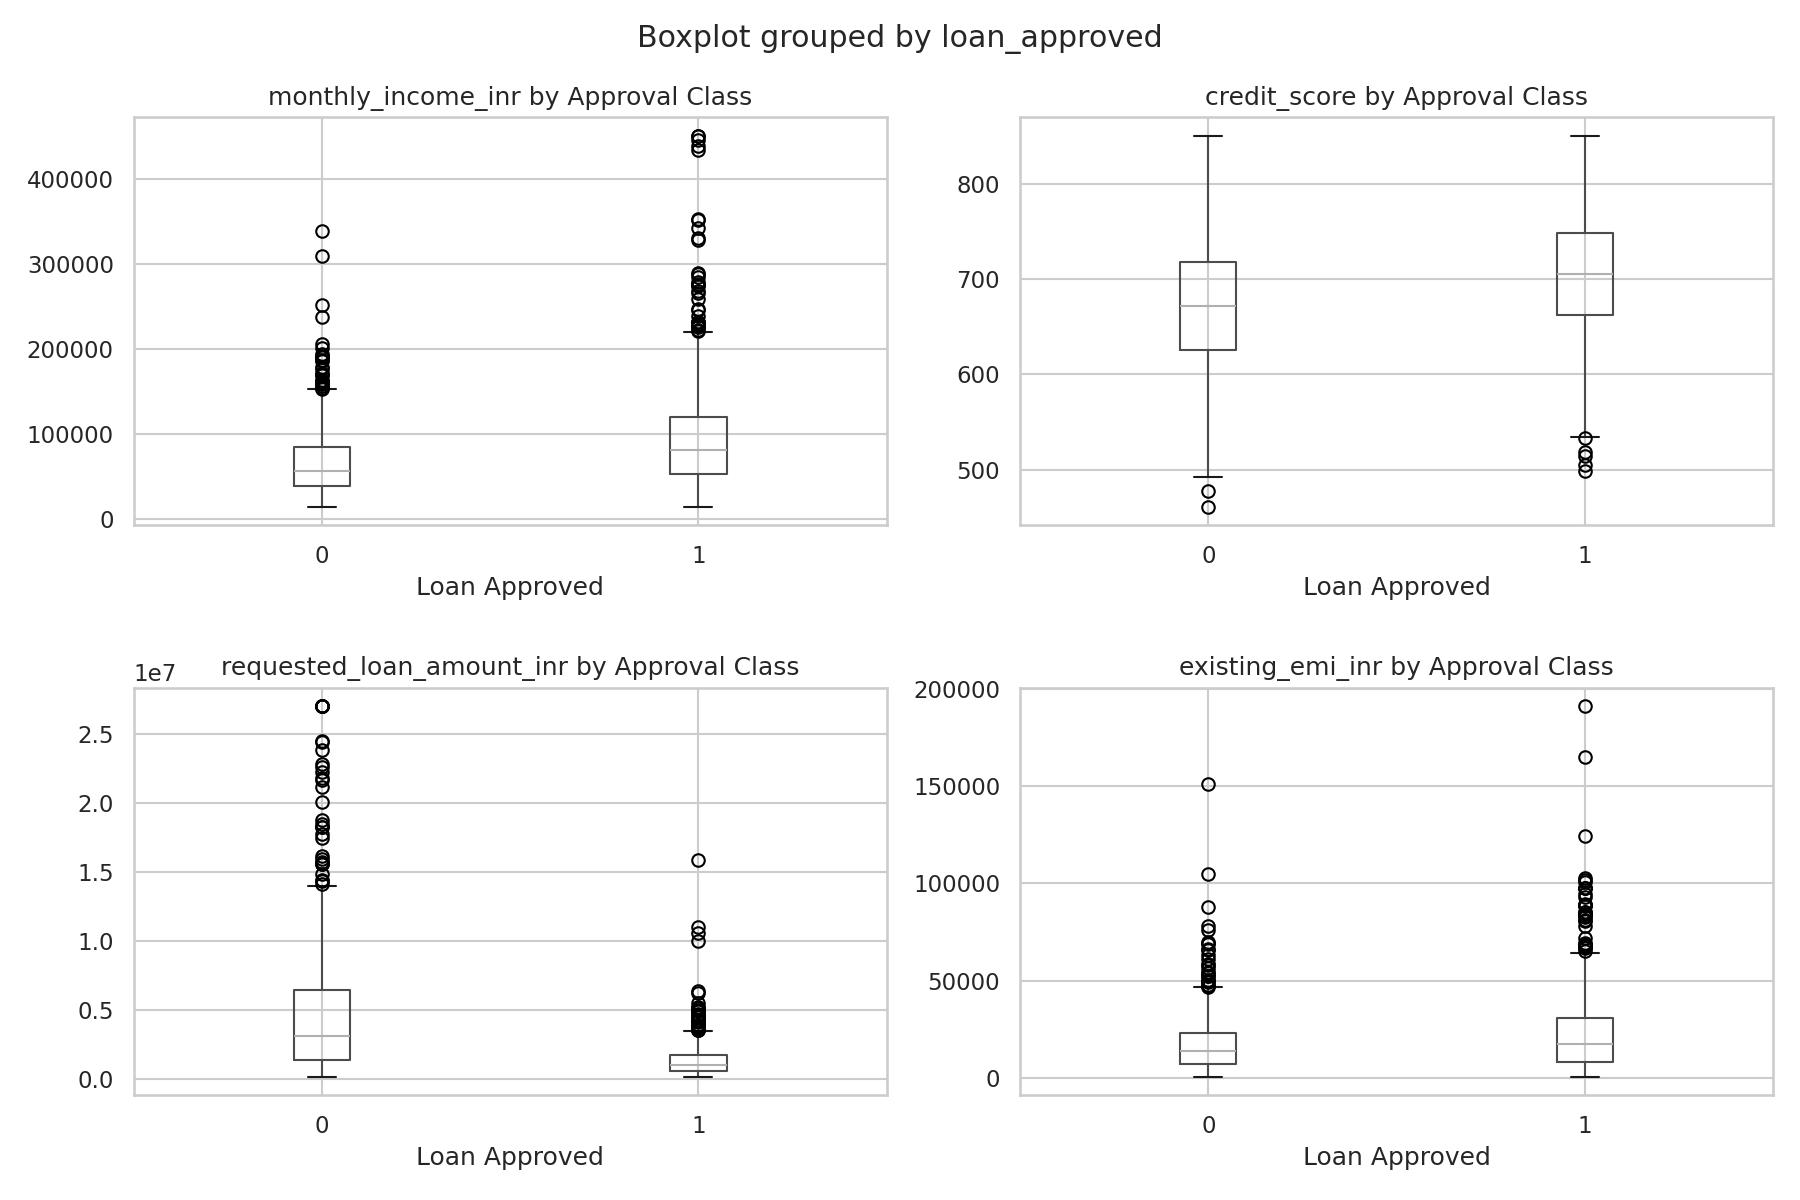 Boxplot grouped by loan_approved
monthly_income_inr by Approval Class
400000
300000
200000
100000
0
0 1
Loan Approved
credit_score by Approval Class
800
700
600
500
0 1
Loan Approved
requested_loan_amount_inr by Approval Class
1e7
2.5
2.0
1.5
1.0
0.5
0.0
0 1
Loan Approved
existing_emi_inr by Approval Class
200000
150000
100000
50000
0
0 1
Loan Approved